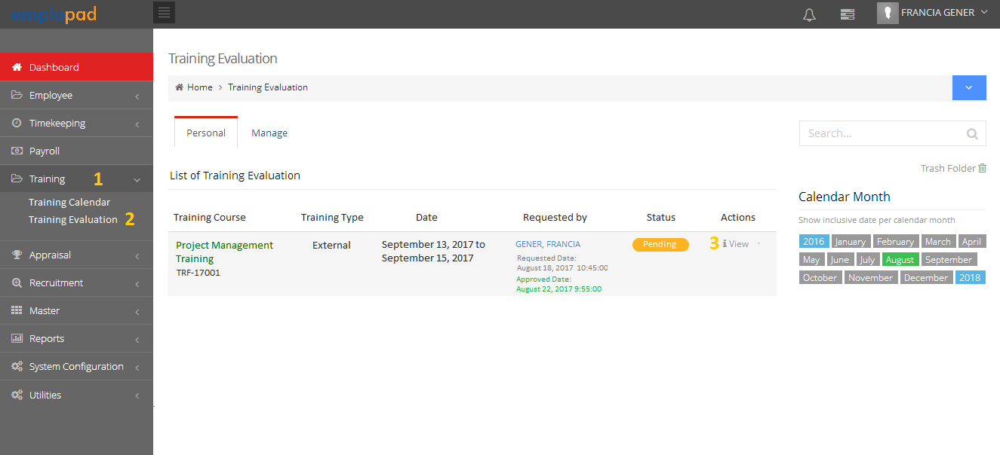 emplopad
FRANCIA GENER
Dashboard
Employee
Timekeeping
Payroll
Training 1
Training Calendar
Training Evaluation 2
Appraisal
Recruitment
Master
Reports
System Configuration
Utilities
Training Evaluation
Home > Training Evaluation
Personal Manage
List of Training Evaluation
Training Course Training Type Date Requested by Status Actions
Project Management
Training
TRF-17001
External
September 13, 2017 to
September 15, 2017
GENER, FRANCIA
Requested Date:
August 18, 2017 10:45:00
Approved Date:
August 22, 2017 9:55:00
Pending
3 View
Search...
Trash Folder
Calendar Month
Show inclusive date per calendar month
2016 January February March April
May June July August September
October November December 2018